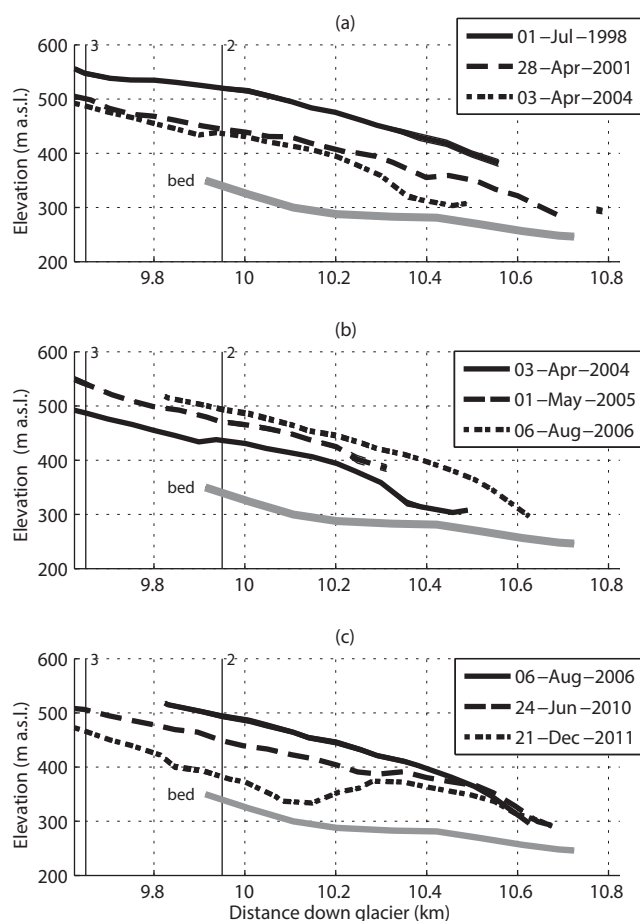 (a)
3
2
01–Jul–1998
28–Apr–2001
03–Apr–2004
600
500
400
300
200
Elevation (m a.s.l.)
bed
9.8
10
10.2
10.4
10.6
10.8
(b)
3
2
03–Apr–2004
01–May–2005
06–Aug–2006
600
500
400
300
200
Elevation (m a.s.l.)
bed
9.8
10
10.2
10.4
10.6
10.8
(c)
3
2
06–Aug–2006
24–Jun–2010
21–Dec–2011
600
500
400
300
200
Elevation (m a.s.l.)
bed
9.8
10
10.2
10.4
10.6
10.8
Distance down glacier (km)